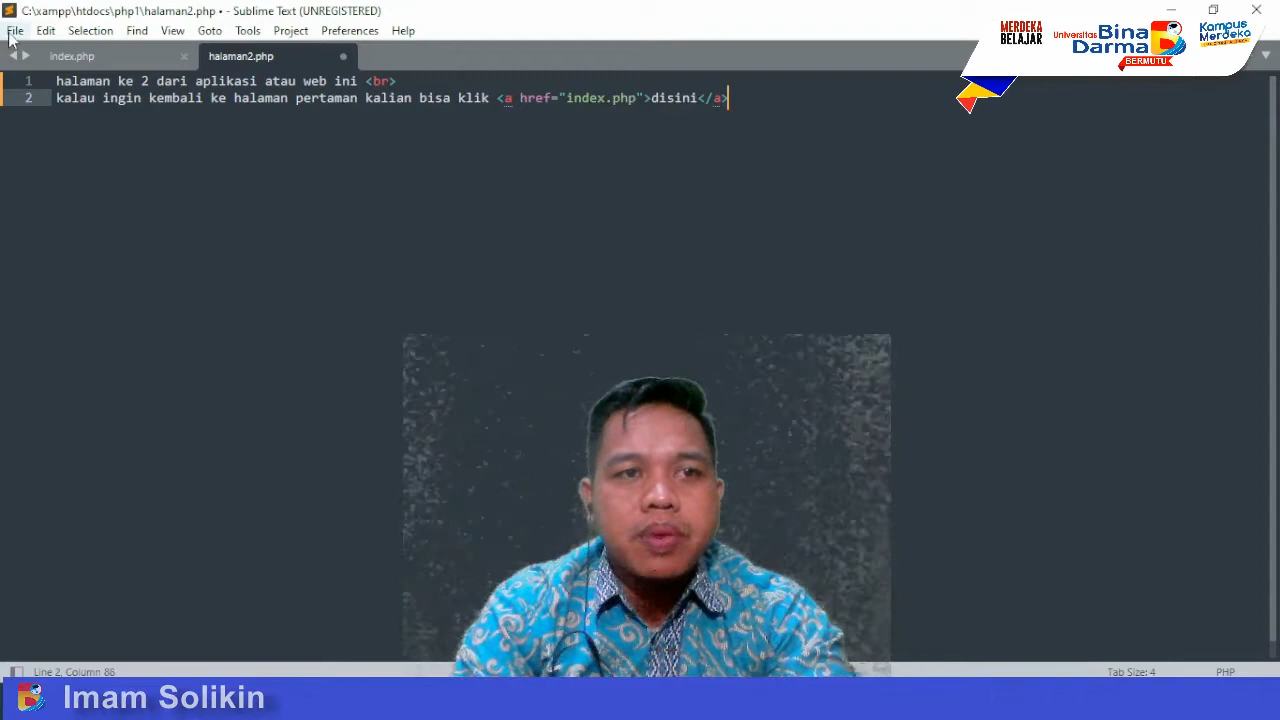 C:\xampp\htdocs\php1\halaman2.php • - Sublime Text (UNREGISTERED)
File Edit Selection Find View Goto Tools Project Preferences Help
index.php halaman2.php
1 halaman ke 2 dari aplikasi atau web ini <br>
2 kalau ingin kembali ke halaman pertaman kalian bisa klik <a href="index.php">disini</a>
MERDEKA
BELAJAR
Universitas Bina
Darma
BERMUTU
Kampus
Merdeka
Line 2, Column 86
Tab Size: 4
PHP
Imam Solikin